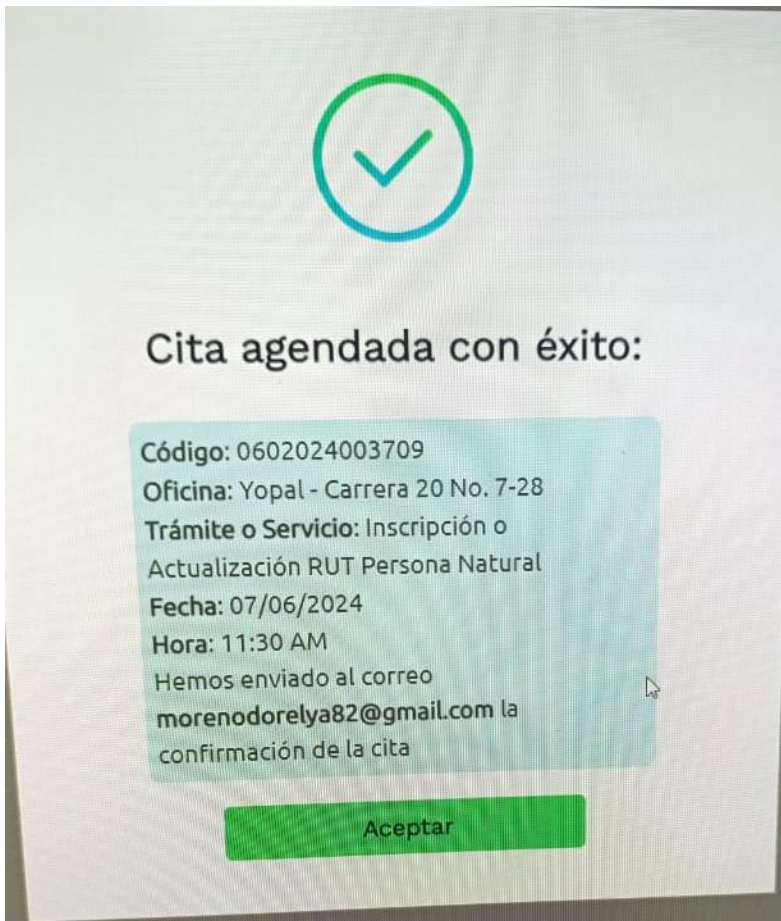 Cita agendada con éxito:
Código: 0602024003709
Oficina: Yopal - Carrera 20 No. 7-28
Trámite o Servicio: Inscripción o
Actualización RUT Persona Natural
Fecha: 07/06/2024
Hora: 11:30 AM
Hemos enviado al correo
morenodorelya82@gmail.com la
confirmación de la cita
Aceptar